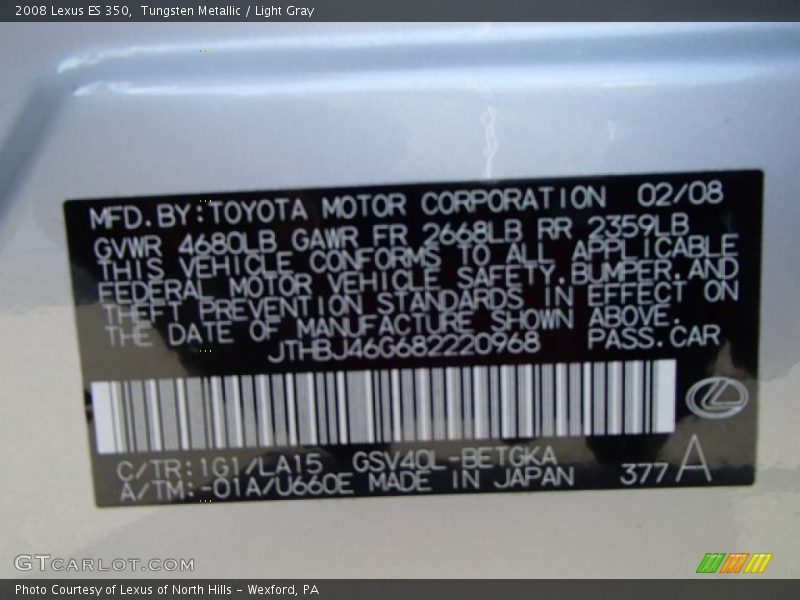 2008 Lexus ES 350,  Tungsten Metallic / Light Gray
MFD. BY: TOYOTA MOTOR CORPORATION 02/08
GVWR 4680LB GAWR FR 2668LB RR 2359LB
THIS VEHICLE CONFORMS TO ALL APPLICABLE
FEDERAL MOTOR VEHICLE SAFETY, BUMPER, AND
THEFT PREVENTION STANDARDS IN EFFECT ON
THE DATE OF MANUFACTURE SHOWN ABOVE.
JTHBJ46G682220968 PASS. CAR
C/TR: 1G1/LA15 GSV40L-BETGKA
A/TM: -01A/U660E MADE IN JAPAN 377 A
GTCARLOT.COM
Photo Courtesy of Lexus of North Hills - Wexford, PA